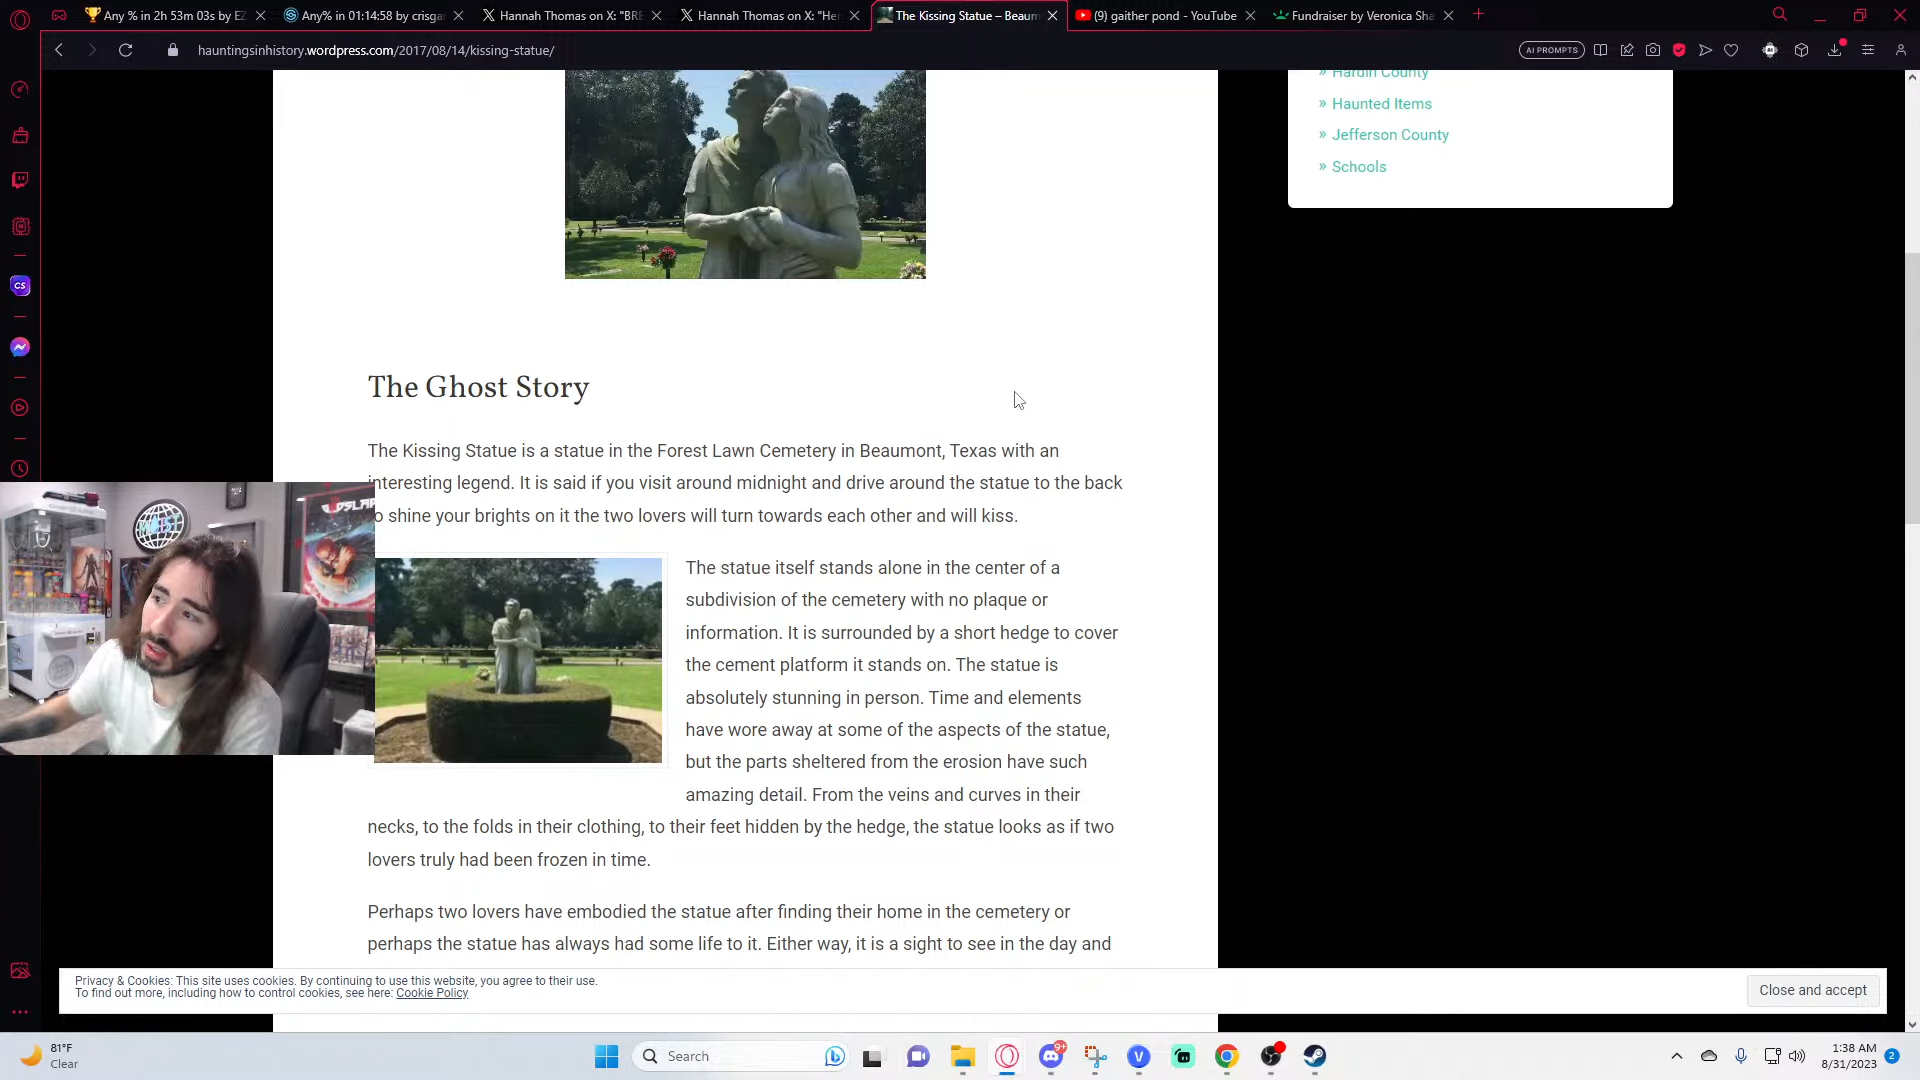 Any % in 2h 53m 03s by EZ
Any% in 01:14:58 by crisgar
Hannah Thomas on X: "BRE
Hannah Thomas on X: "Her
The Kissing Statue – Beaum
(9) gaither pond - YouTube
Fundraiser by Veronica Sha
hauntingsinhistory.wordpress.com/2017/08/14/kissing-statue/
AI PROMPTS
» Hardin County
» Haunted Items
» Jefferson County
» Schools
CS
The Ghost Story
The Kissing Statue is a statue in the Forest Lawn Cemetery in Beaumont, Texas with an
interesting legend. It is said if you visit around midnight and drive around the statue to the back
o shine your brights on it the two lovers will turn towards each other and will kiss.
MOIST
The statue itself stands alone in the center of a
subdivision of the cemetery with no plaque or
information. It is surrounded by a short hedge to cover
the cement platform it stands on. The statue is
absolutely stunning in person. Time and elements
have wore away at some of the aspects of the statue,
but the parts sheltered from the erosion have such
amazing detail. From the veins and curves in their
necks, to the folds in their clothing, to their feet hidden by the hedge, the statue looks as if two
lovers truly had been frozen in time.
Perhaps two lovers have embodied the statue after finding their home in the cemetery or
perhaps the statue has always had some life to it. Either way, it is a sight to see in the day and
Privacy & Cookies: This site uses cookies. By continuing to use this website, you agree to their use.
To find out more, including how to control cookies, see here: Cookie Policy
Close and accept
81°F
Clear
Search
9+
V
1:38 AM
8/31/2023
2